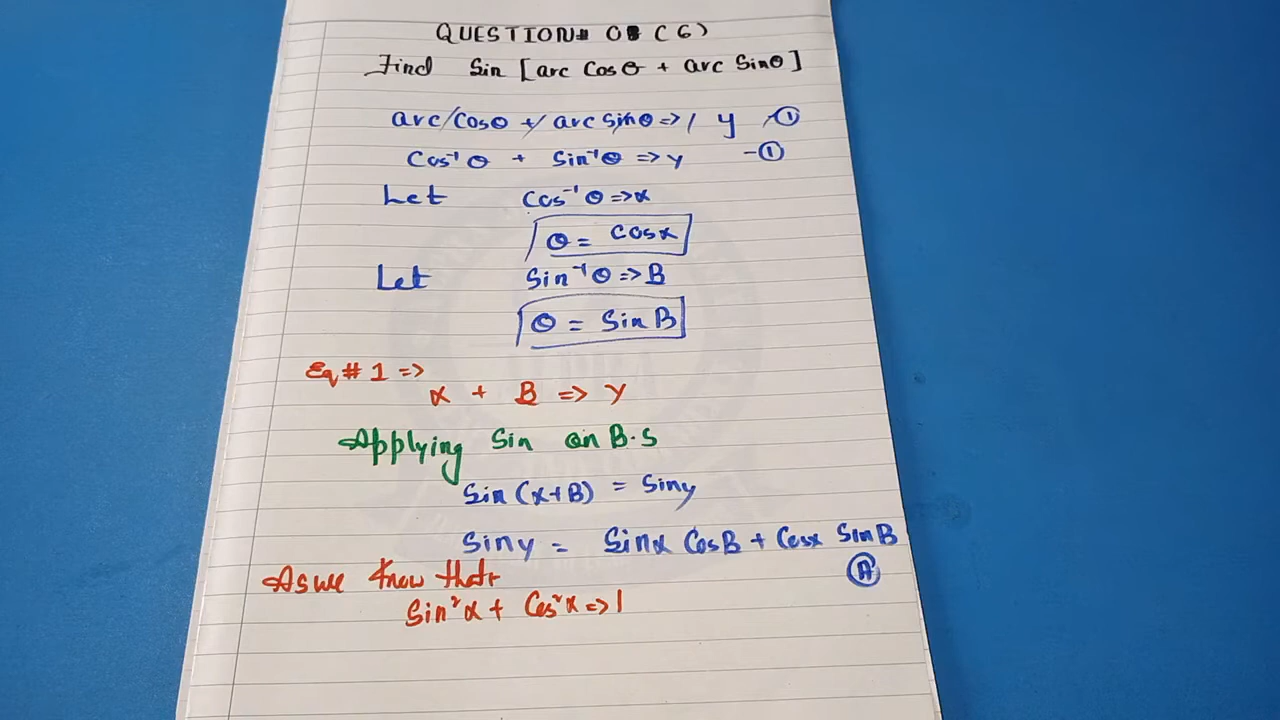 QUESTION# 0 (6)
Find Sin [arc Cosθ + arc Sinθ]
arc/cosθ +/ arc sinθ => / y ①
Cos⁻¹θ + Sin⁻¹θ => y -①
Let Cos⁻¹θ => α
θ = Cosα
Let Sin⁻¹θ => B
θ = Sin B
Eq # 1 =>
α + B => y
Applying Sin on B.S
Sin (α+B) = Siny
Siny = Sinα CosB + Cosα SinB
Ⓐ
As we know that
Sin²α + Cos²α => 1